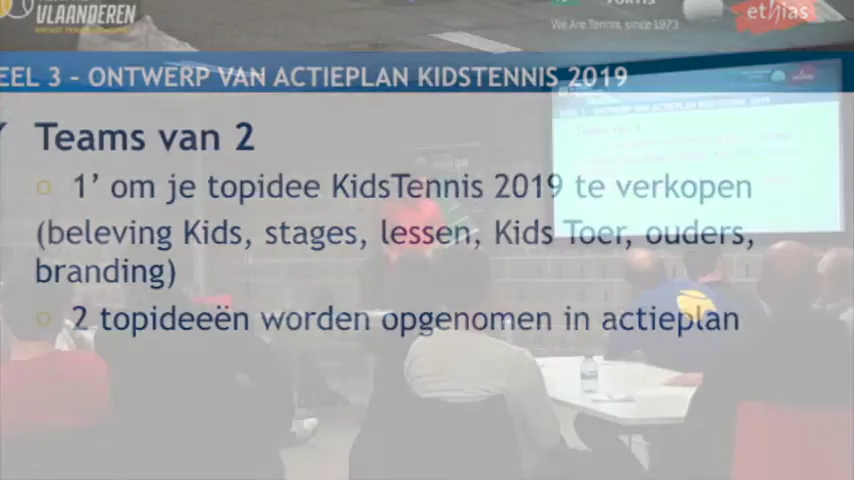 VLAANDEREN
FORTIS
ethias
We Are Tennis, since 1973
EEL 3 – ONTWERP VAN ACTIEPLAN KIDSTENNIS 2019
Teams van 2
1’ om je topidee KidsTennis 2019 te verkopen
(beleving Kids, stages, lessen, Kids Toer, ouders,
branding)
2 topideeën worden opgenomen in actieplan